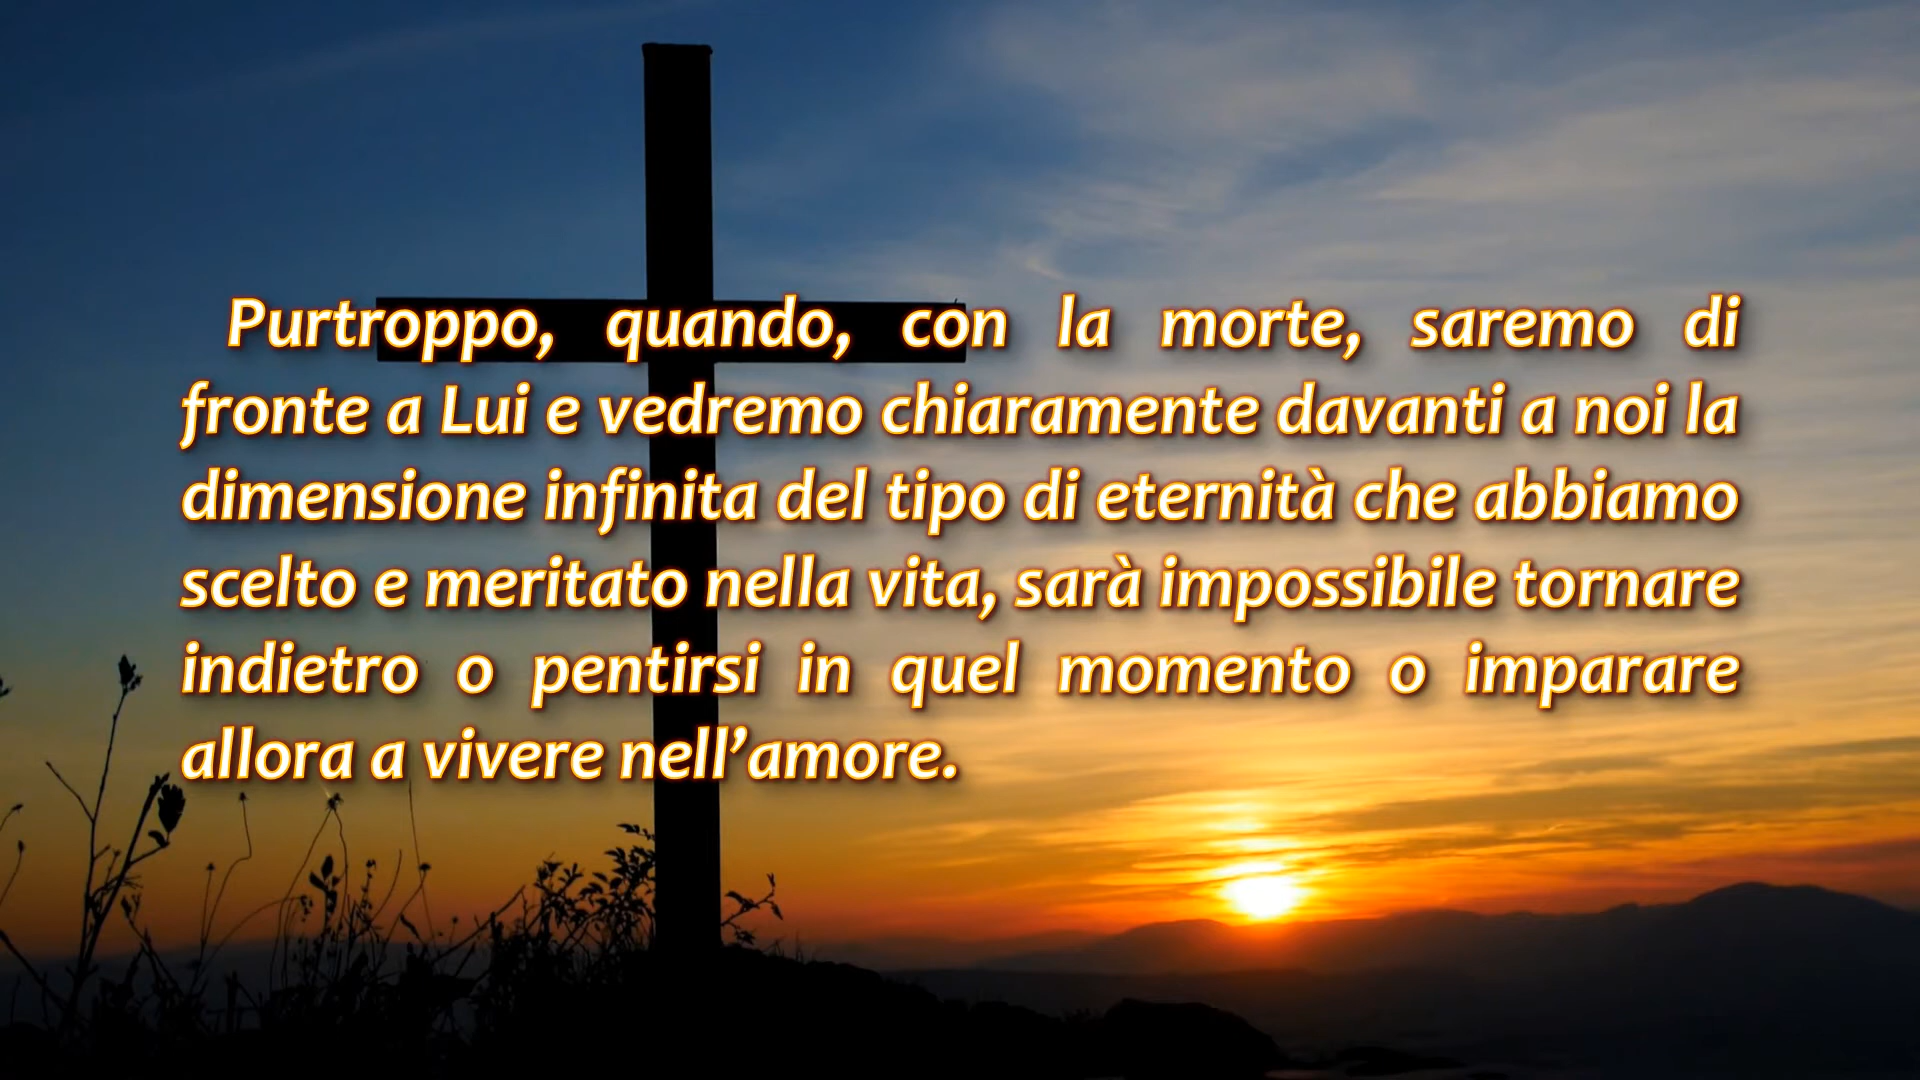 Purtroppo, quando, con la morte, saremo di
fronte a Lui e vedremo chiaramente davanti a noi la
dimensione infinita del tipo di eternità che abbiamo
scelto e meritato nella vita, sarà impossibile tornare
indietro o pentirsi in quel momento o imparare
allora a vivere nell’amore.